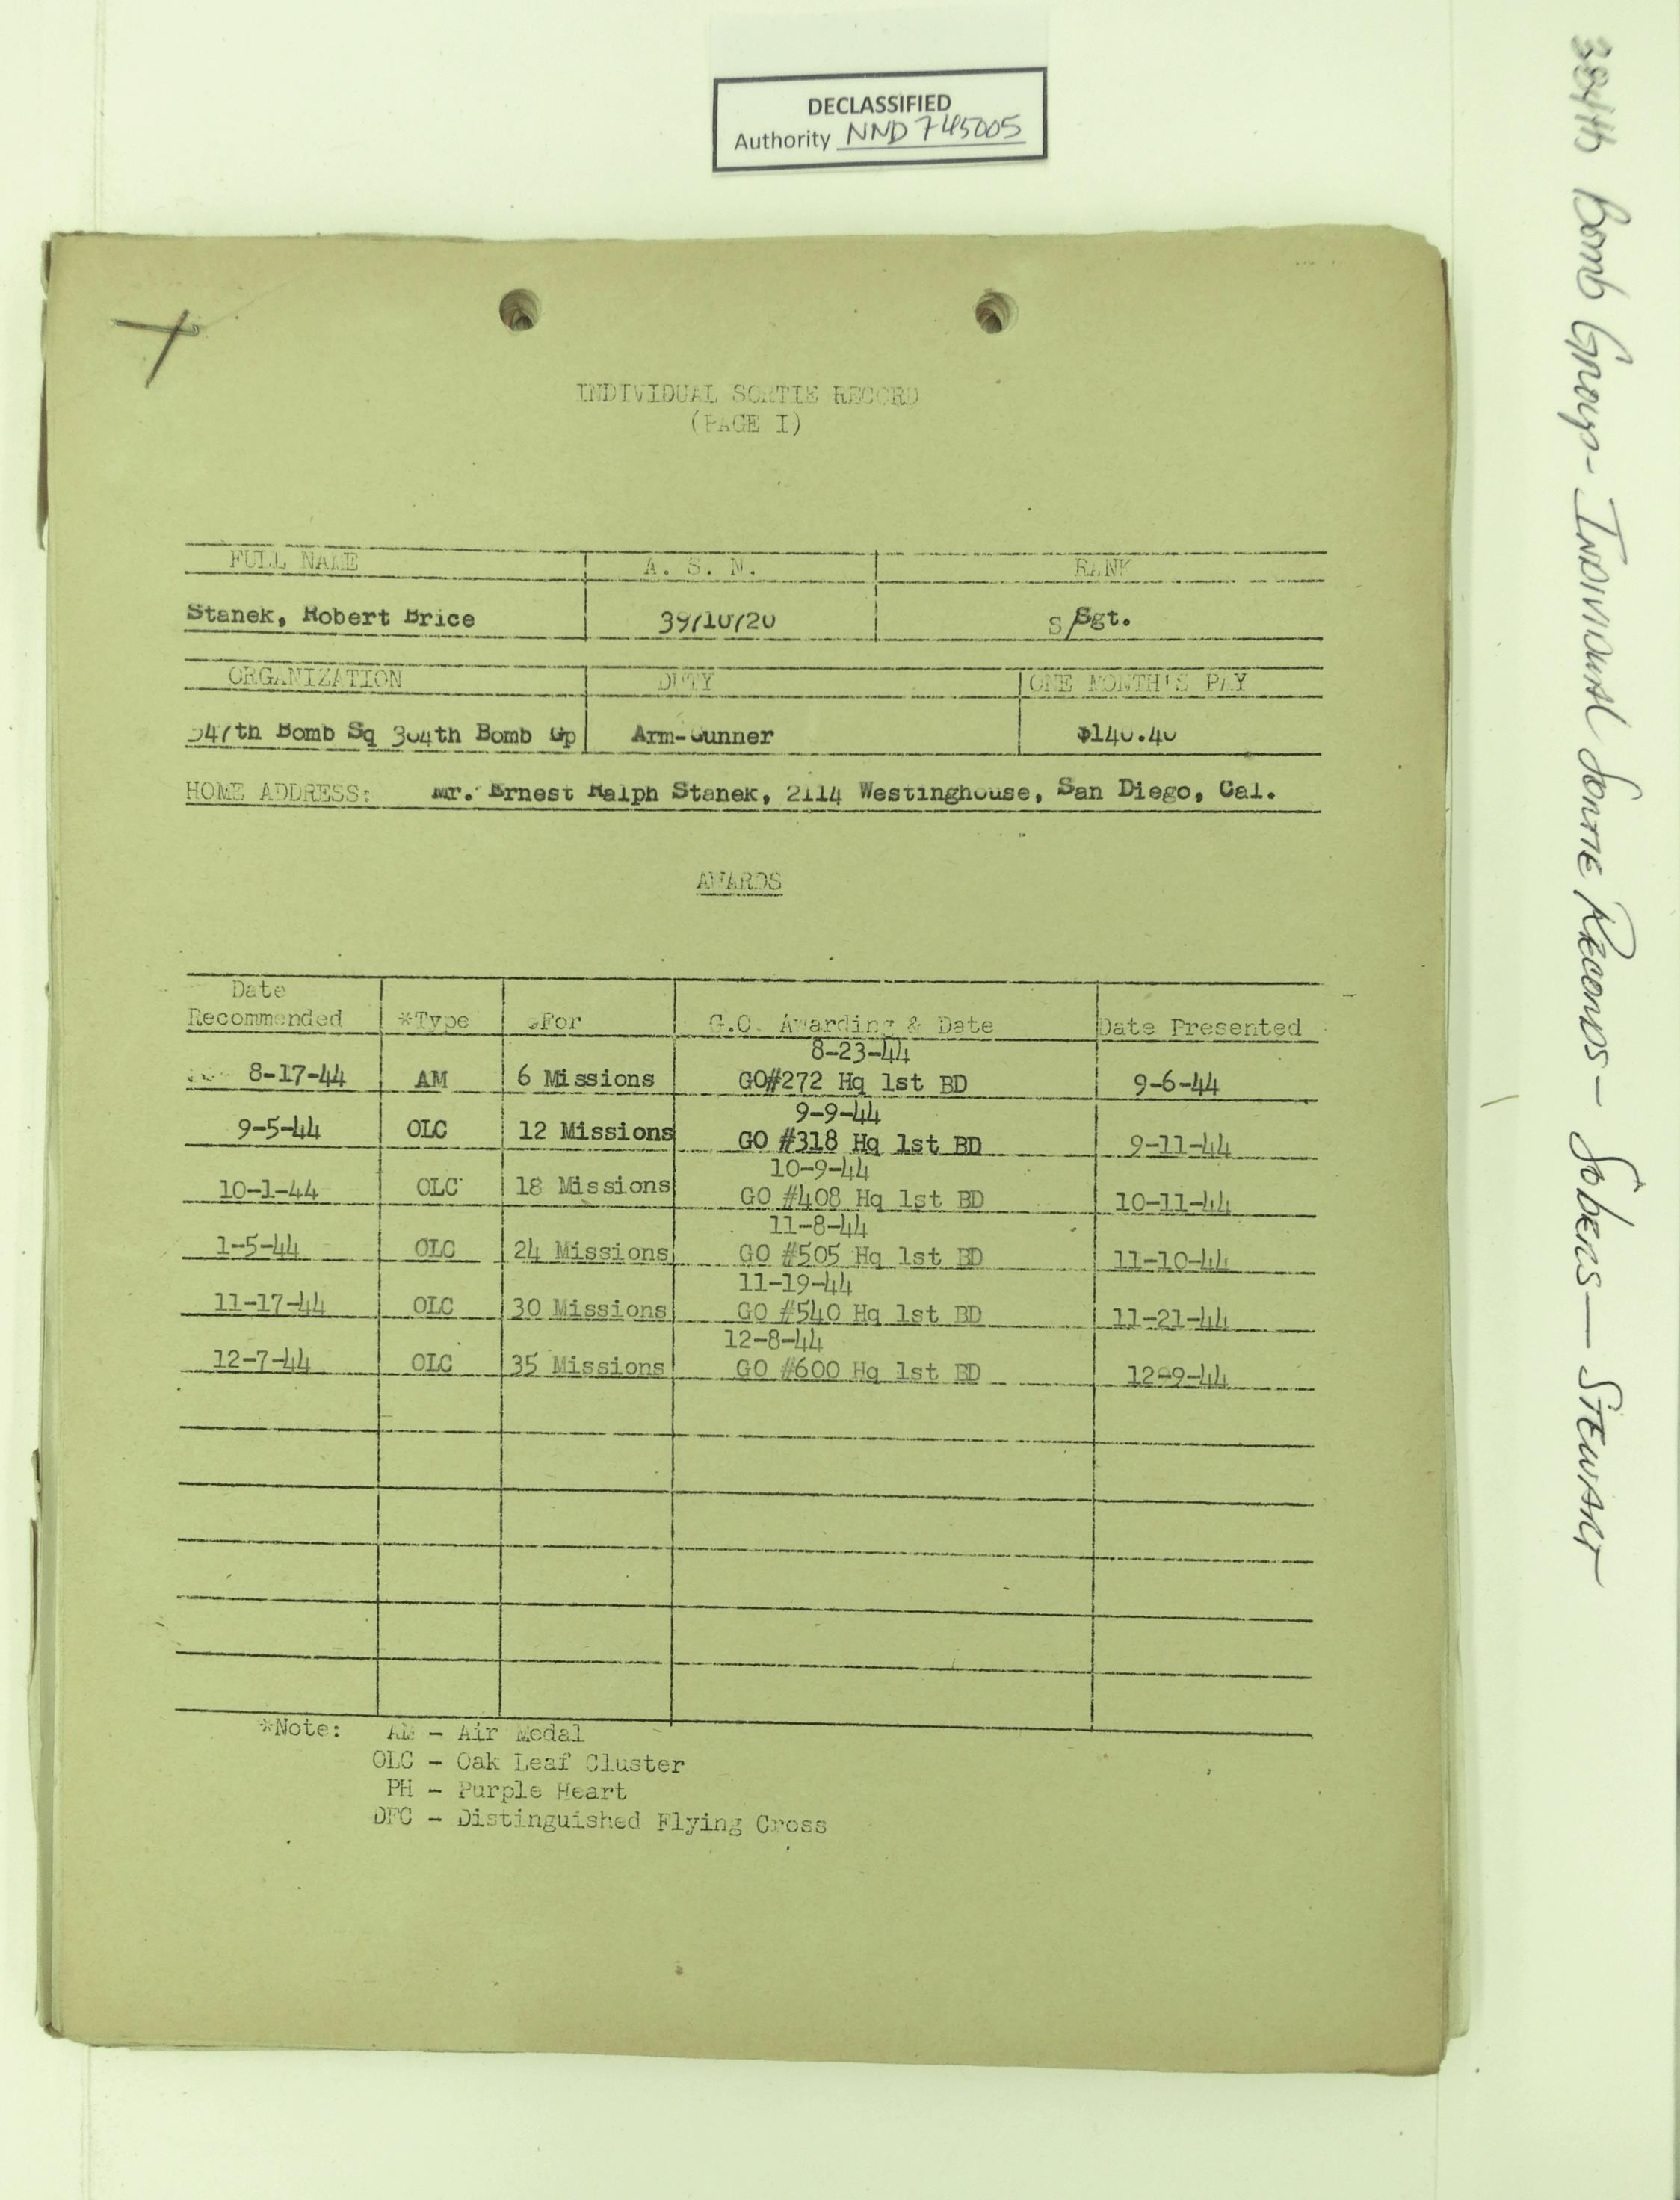 DECLASSIFIED
Authority NND 745005
384th Bomb Group - Individual Sortie Records - Sobers - Stewart
INDIVIDUAL SORTIE RECORD
(PAGE I)
FULL NAME A. S. N. RANK
Stanek, Robert Brice S/Sgt.
ORGANIZATION DUTY ONE MONTH'S PAY
547th Bomb Sq 384th Bomb Gp Arm-Gunner $140.40
HOME ADDRESS: Mr. Ernest Ralph Stanek, 2114 Westinghouse, San Diego, Cal.
AWARDS
Date
Recommended *Type For G.O. Awarding & Date Date Presented
8-23-44
8-17-44 AM 6 Missions GO#272 Hq 1st BD 9-6-44
9-9-44
9-5-44 OLC 12 Missions GO #318 Hq 1st BD 9-11-44
10-9-44
10-1-44 OLC 18 Missions GO #408 Hq 1st BD 10-11-44
11-8-44
1-5-44 OLC 24 Missions GO #505 Hq 1st BD 11-10-44
11-19-44
11-17-44 OLC 30 Missions GO #540 Hq 1st BD 11-21-44
12-8-44
12-7-44 OLC 35 Missions GO #600 Hq 1st BD 12-9-44
*Note: AM - Air Medal
OLC - Oak Leaf Cluster
PH - Purple Heart
DFC - Distinguished Flying Cross